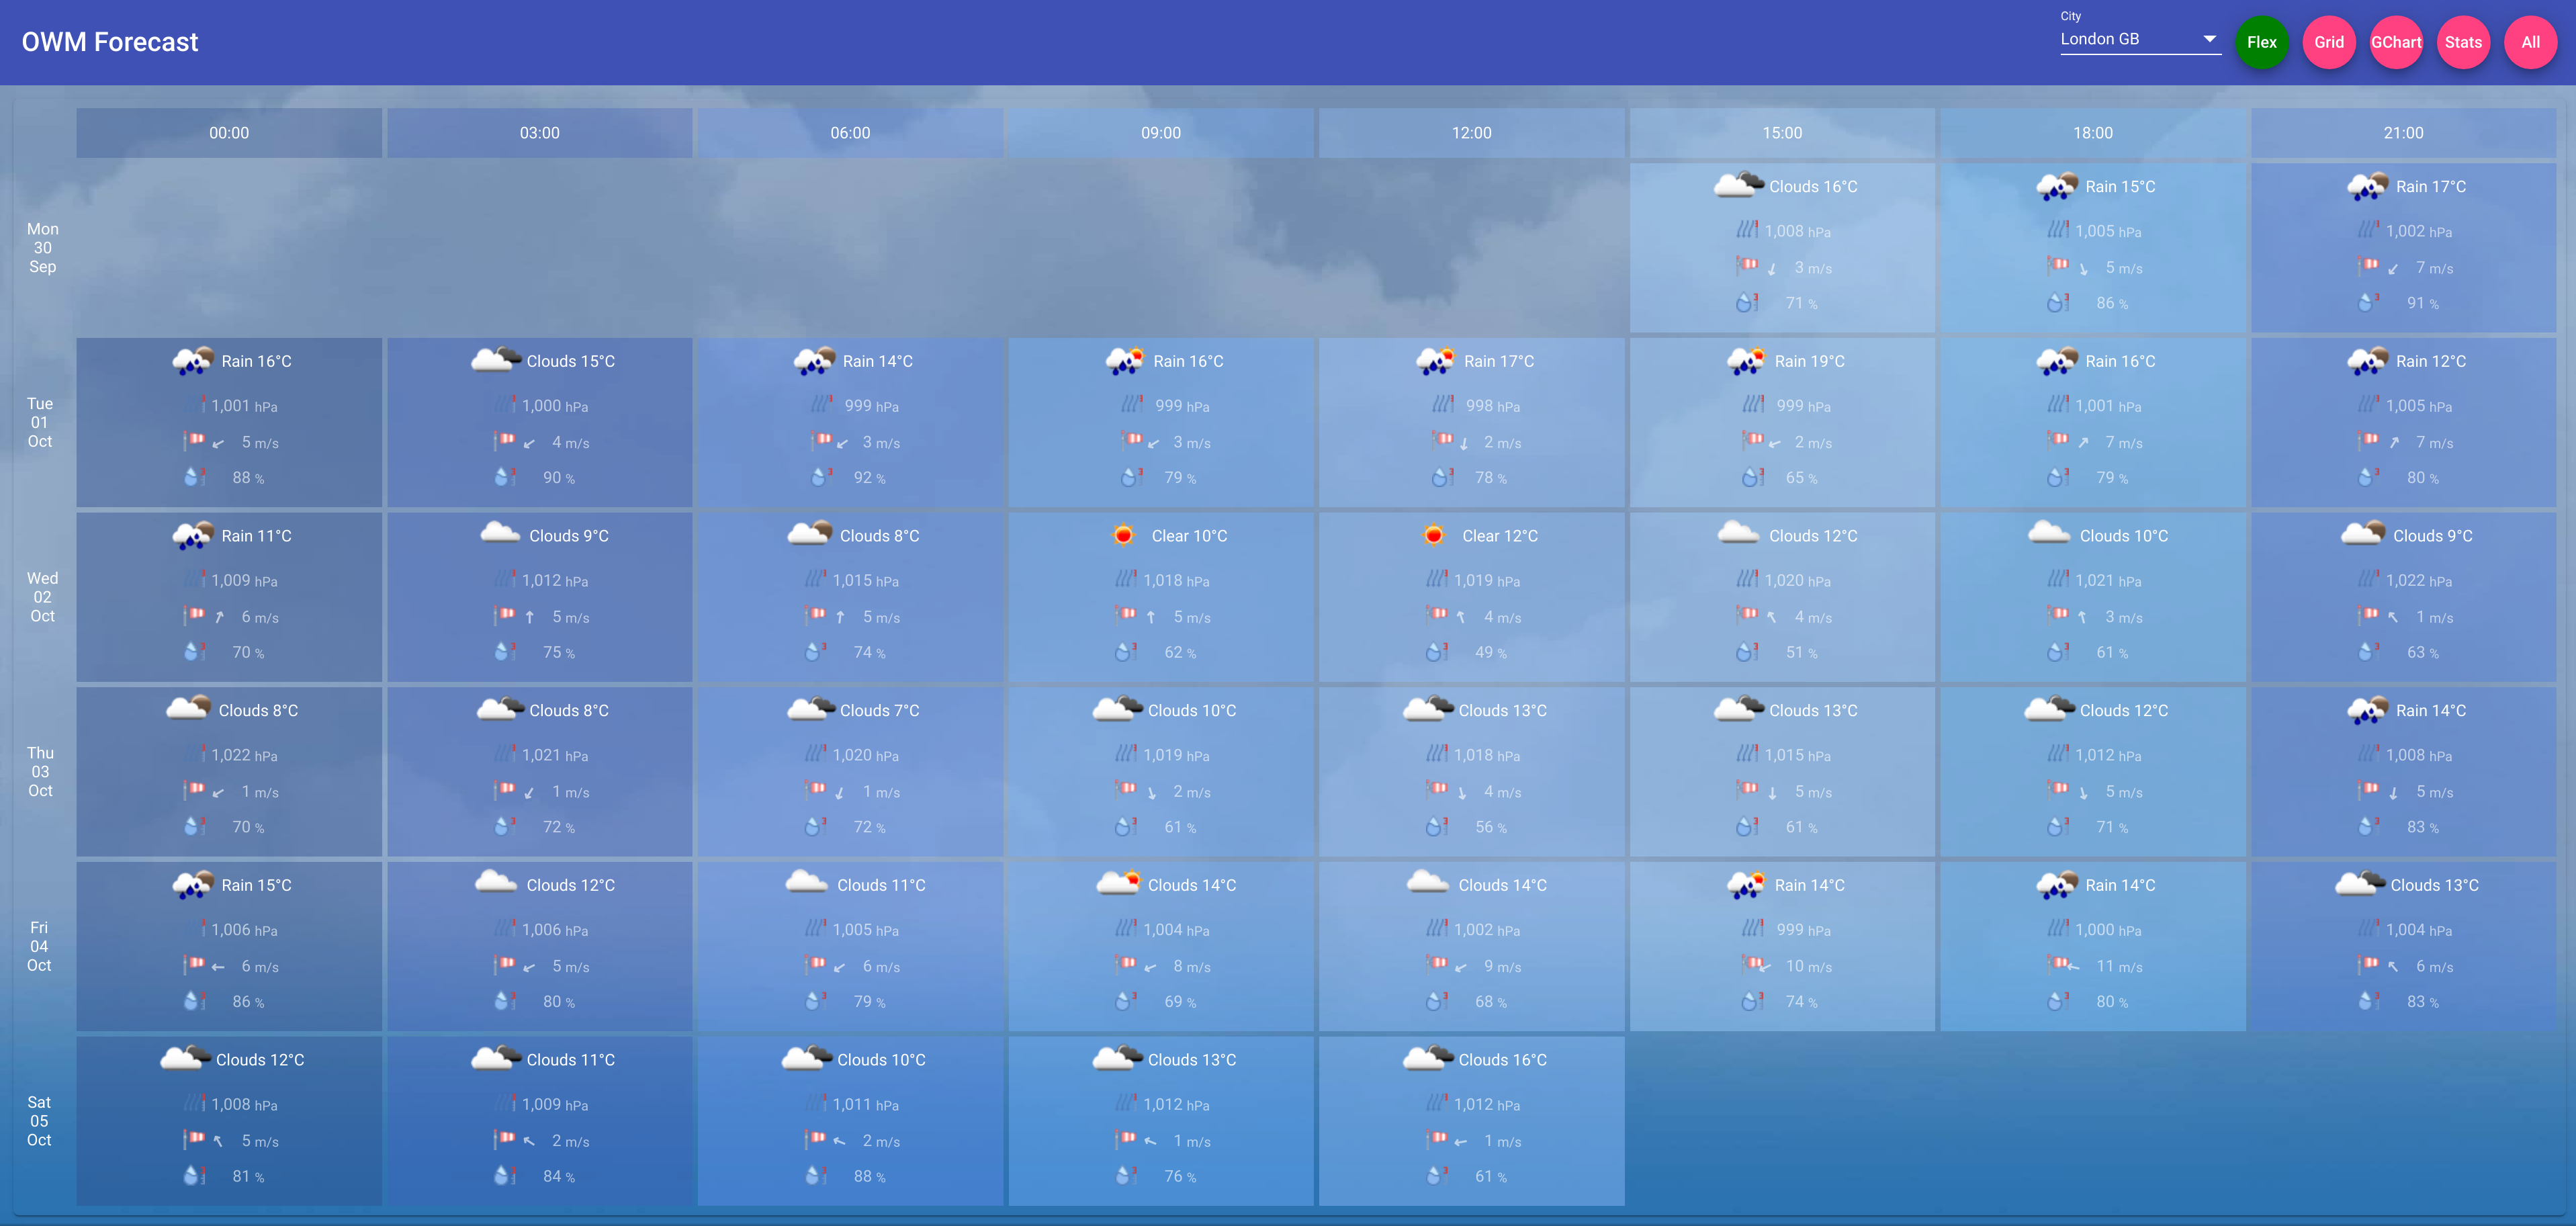 OWM Forecast
City
London GB
Flex Grid GChart Stats All
00:00 03:00 06:00 09:00 12:00 15:00 18:00 21:00
Mon
30
Sep
Clouds 16°C Rain 15°C Rain 17°C
1,008 hPa 1,005 hPa 1,002 hPa
3 m/s 5 m/s 7 m/s
71 % 86 % 91 %
Tue
01
Oct
Rain 16°C Clouds 15°C Rain 14°C Rain 16°C Rain 17°C Rain 19°C Rain 16°C Rain 12°C
1,001 hPa 1,000 hPa 999 hPa 999 hPa 998 hPa 999 hPa 1,001 hPa 1,005 hPa
5 m/s 4 m/s 3 m/s 3 m/s 2 m/s 2 m/s 7 m/s 7 m/s
88 % 90 % 92 % 79 % 78 % 65 % 79 % 80 %
Wed
02
Oct
Rain 11°C Clouds 9°C Clouds 8°C Clear 10°C Clear 12°C Clouds 12°C Clouds 10°C Clouds 9°C
1,009 hPa 1,012 hPa 1,015 hPa 1,018 hPa 1,019 hPa 1,020 hPa 1,021 hPa 1,022 hPa
6 m/s 5 m/s 5 m/s 5 m/s 4 m/s 4 m/s 3 m/s 1 m/s
70 % 75 % 74 % 62 % 49 % 51 % 61 % 63 %
Thu
03
Oct
Clouds 8°C Clouds 8°C Clouds 7°C Clouds 10°C Clouds 13°C Clouds 13°C Clouds 12°C Rain 14°C
1,022 hPa 1,021 hPa 1,020 hPa 1,019 hPa 1,018 hPa 1,015 hPa 1,012 hPa 1,008 hPa
1 m/s 1 m/s 1 m/s 2 m/s 4 m/s 5 m/s 5 m/s 5 m/s
70 % 72 % 72 % 61 % 56 % 61 % 71 % 83 %
Fri
04
Oct
Rain 15°C Clouds 12°C Clouds 11°C Clouds 14°C Clouds 14°C Rain 14°C Rain 14°C Clouds 13°C
1,006 hPa 1,006 hPa 1,005 hPa 1,004 hPa 1,002 hPa 999 hPa 1,000 hPa 1,004 hPa
6 m/s 5 m/s 6 m/s 8 m/s 9 m/s 10 m/s 11 m/s 6 m/s
86 % 80 % 79 % 69 % 68 % 74 % 80 % 83 %
Sat
05
Oct
Clouds 12°C Clouds 11°C Clouds 10°C Clouds 13°C Clouds 16°C
1,008 hPa 1,009 hPa 1,011 hPa 1,012 hPa 1,012 hPa
5 m/s 2 m/s 2 m/s 1 m/s 1 m/s
81 % 84 % 88 % 76 % 61 %